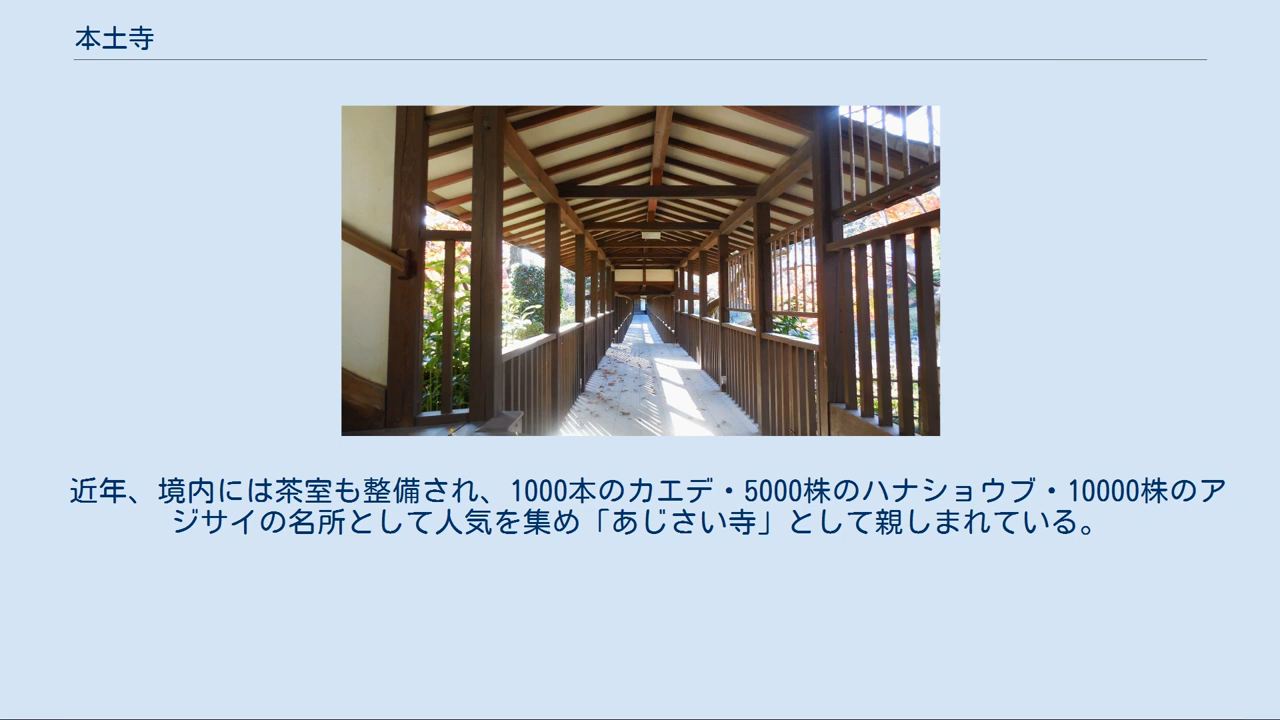 本土寺
近年、境内には茶室も整備され、1000本のカエデ・5000株のハナショウブ・10000株のア
ジサイの名所として人気を集め「あじさい寺」として親しまれている。